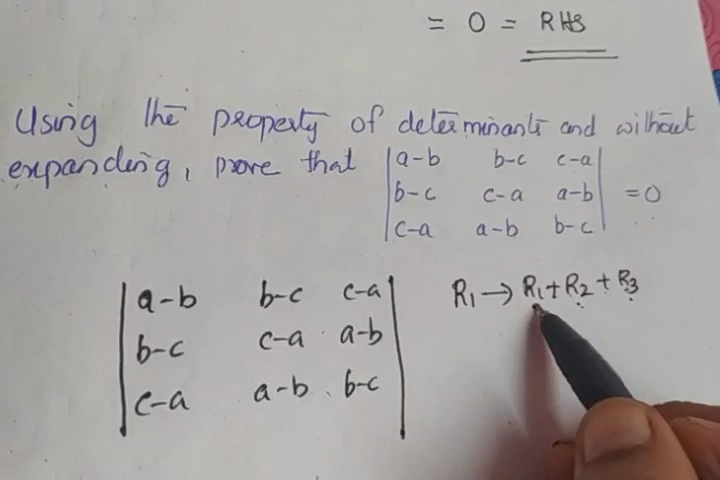 = 0 = RHS
Using the property of determinants and without
expanding, prove that |a-b b-c c-a|
|b-c c-a a-b| = 0
|c-a a-b b-c|
|a-b b-c c-a| R₁→R₁+R₂+R₃
|b-c c-a a-b|
|c-a a-b b-c|